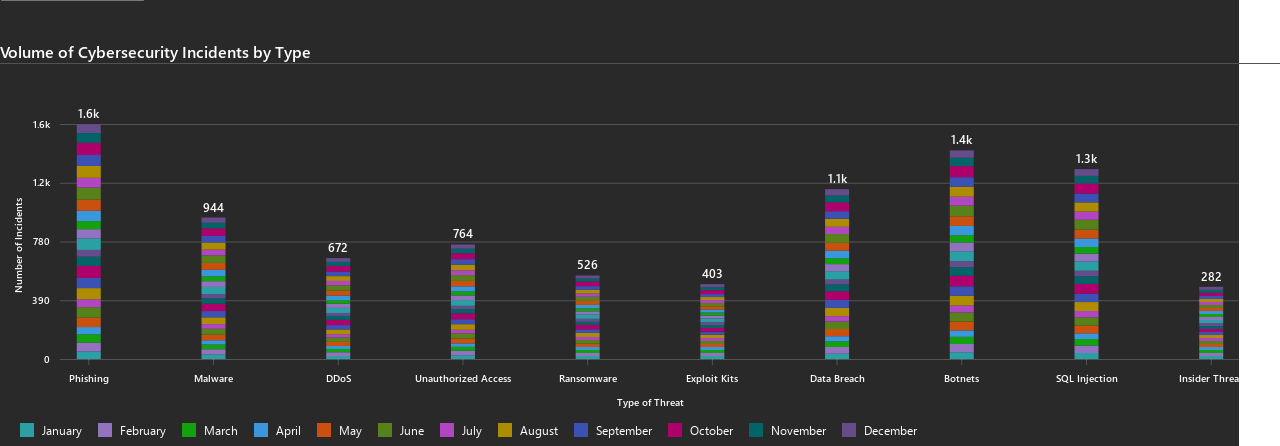 Volume of Cybersecurity Incidents by Type
Number of Incidents
1.6k
1.2k
780
390
0
1.6k
944
672
764
526
403
1.1k
1.4k
1.3k
282
Phishing
Malware
DDoS
Unauthorized Access
Ransomware
Exploit Kits
Data Breach
Botnets
SQL Injection
Insider Threa
Type of Threat
January February March April May June July August September October November December